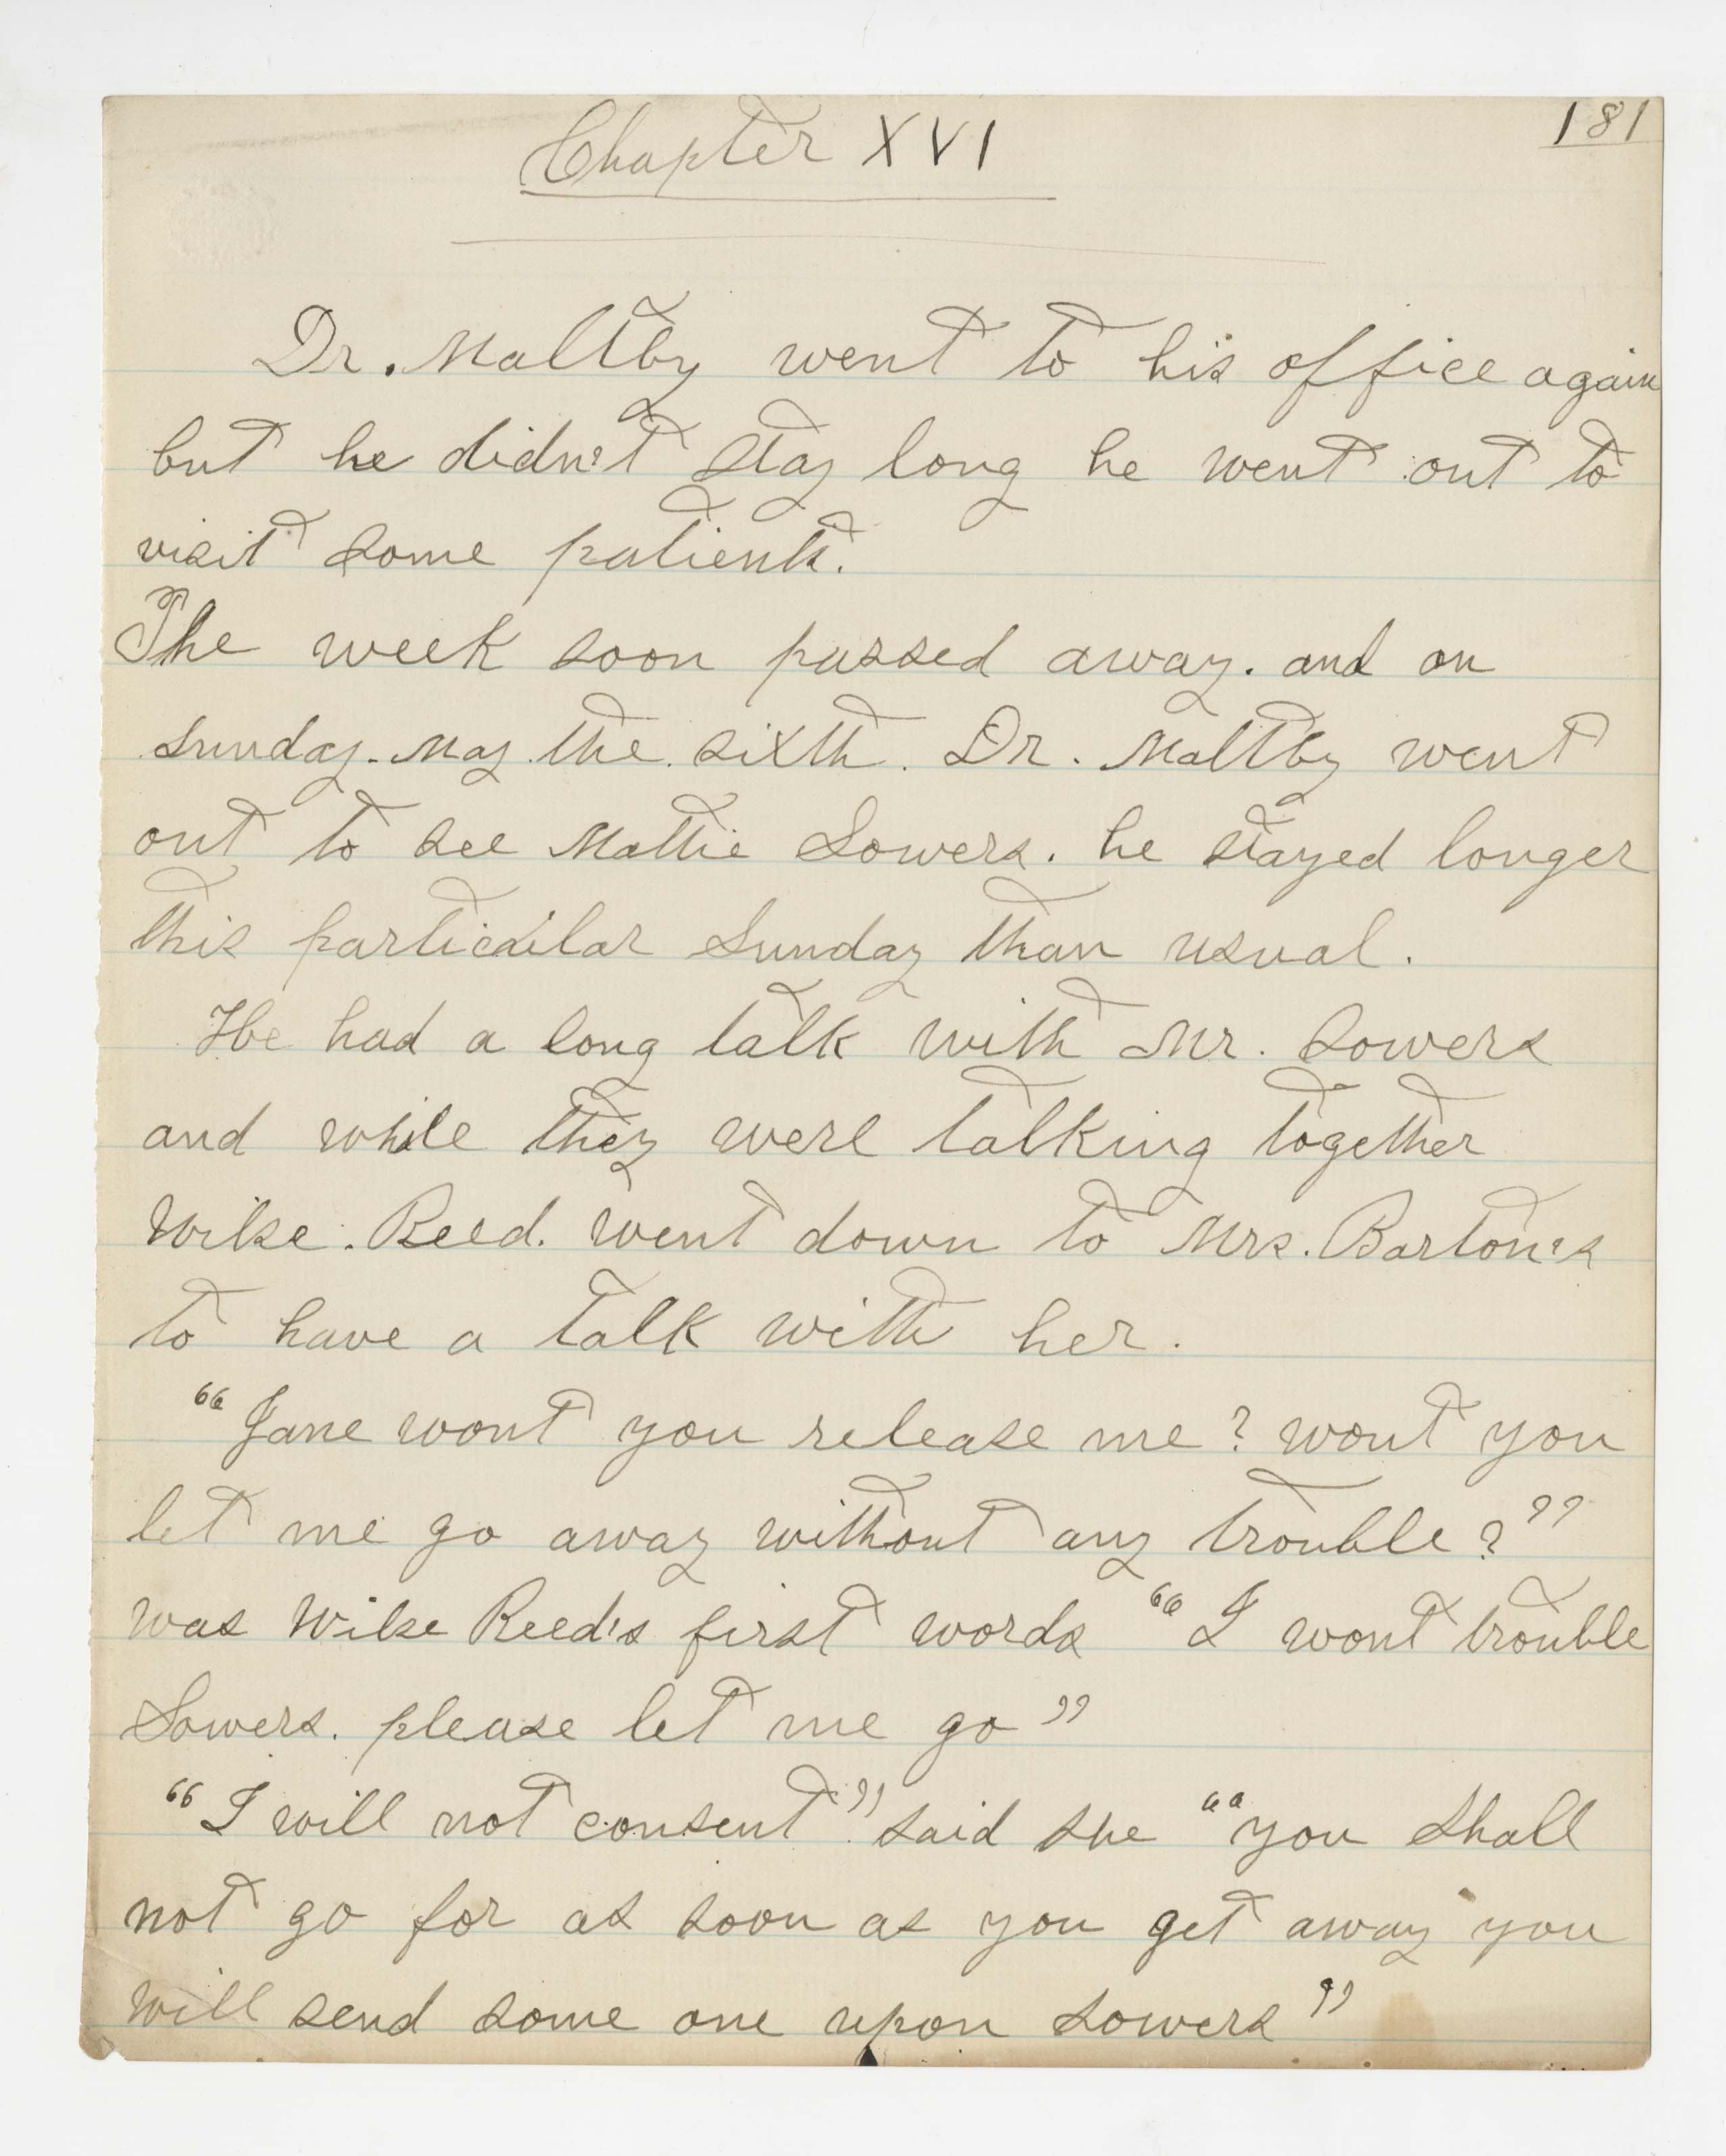 181
Chapter XVI
Dr. Maltby went to his office again
but he didn't stay long he went out to
visit some patients.
The week soon passed away. and on
Sunday. May the sixth. Dr. Maltby went
out to see Mattie Sowers. he stayed longer
this particular Sunday than usual.
He had a long talk with Mr. Sowers
and while they were talking together
Wilse. Reed. went down to Mrs. Barton's
to have a talk with her.
“Jane wont you release me? wont you
let me go away without any trouble?”
was Wilse Reed's first words “I wont trouble
Sowers. please let me go”
“I will not consent” said she “you shall
not go for as soon as you get away you
will send some one upon Sowers”